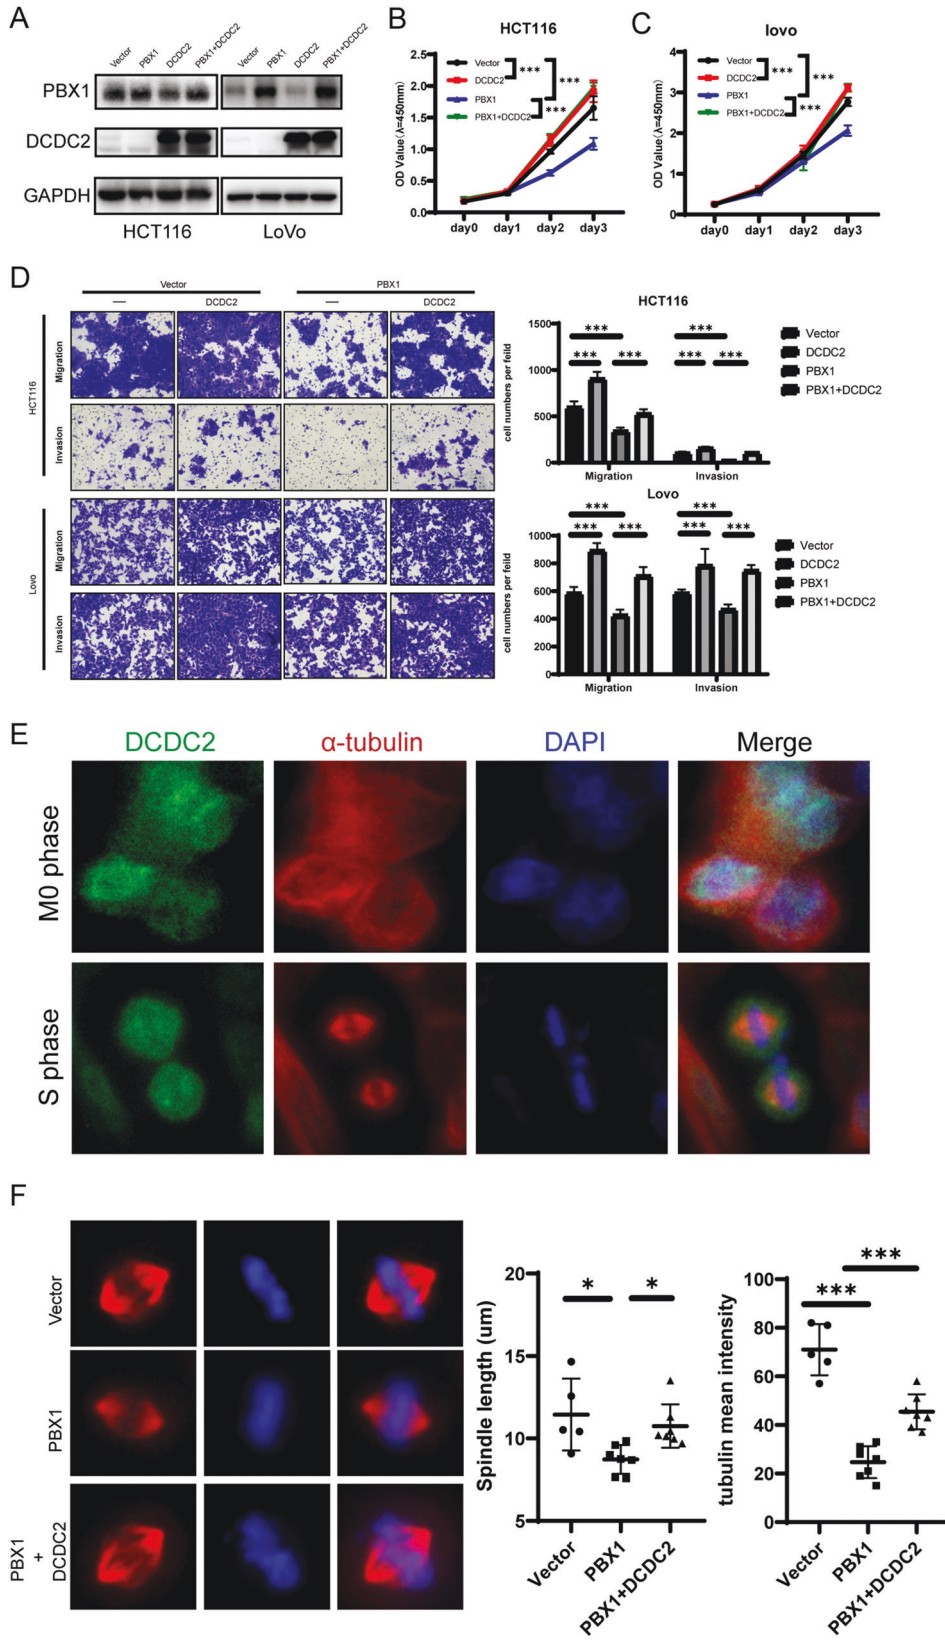 A
Vector
PBX1
DCDC2
PBX1+DCDC2
Vector
PBX1
DCDC2
PBX1+DCDC2
PBX1
DCDC2
GAPDH
HCT116
LoVo
B
HCT116
OD Value(λ=450mm)
2.5
2.0
1.5
1.0
0.5
0.0
day0
day1
day2
day3
Vector
DCDC2
PBX1
PBX1+DCDC2
***
***
***
C
lovo
OD Value(λ=450mm)
4
3
2
1
0
day0
day1
day2
day3
Vector
DCDC2
PBX1
PBX1+DCDC2
***
***
***
D
Vector
PBX1
—
DCDC2
—
DCDC2
HCT116
Migration
Invasion
Lovo
Migration
Invasion
HCT116
cell numbers per feild
1500
1000
500
0
***
***
***
***
***
***
Migration
Invasion
Vector
DCDC2
PBX1
PBX1+DCDC2
Lovo
cell numbers per feild
1000
800
600
400
200
0
***
***
***
***
***
***
Migration
Invasion
Vector
DCDC2
PBX1
PBX1+DCDC2
E
DCDC2
α-tubulin
DAPI
Merge
M0 phase
S phase
F
Vector
PBX1
PBX1
+
DCDC2
Spindle length (um)
20
15
10
5
*
*
Vector
PBX1
PBX1+DCDC2
tubulin mean intensity
100
80
60
40
20
0
***
***
Vector
PBX1
PBX1+DCDC2